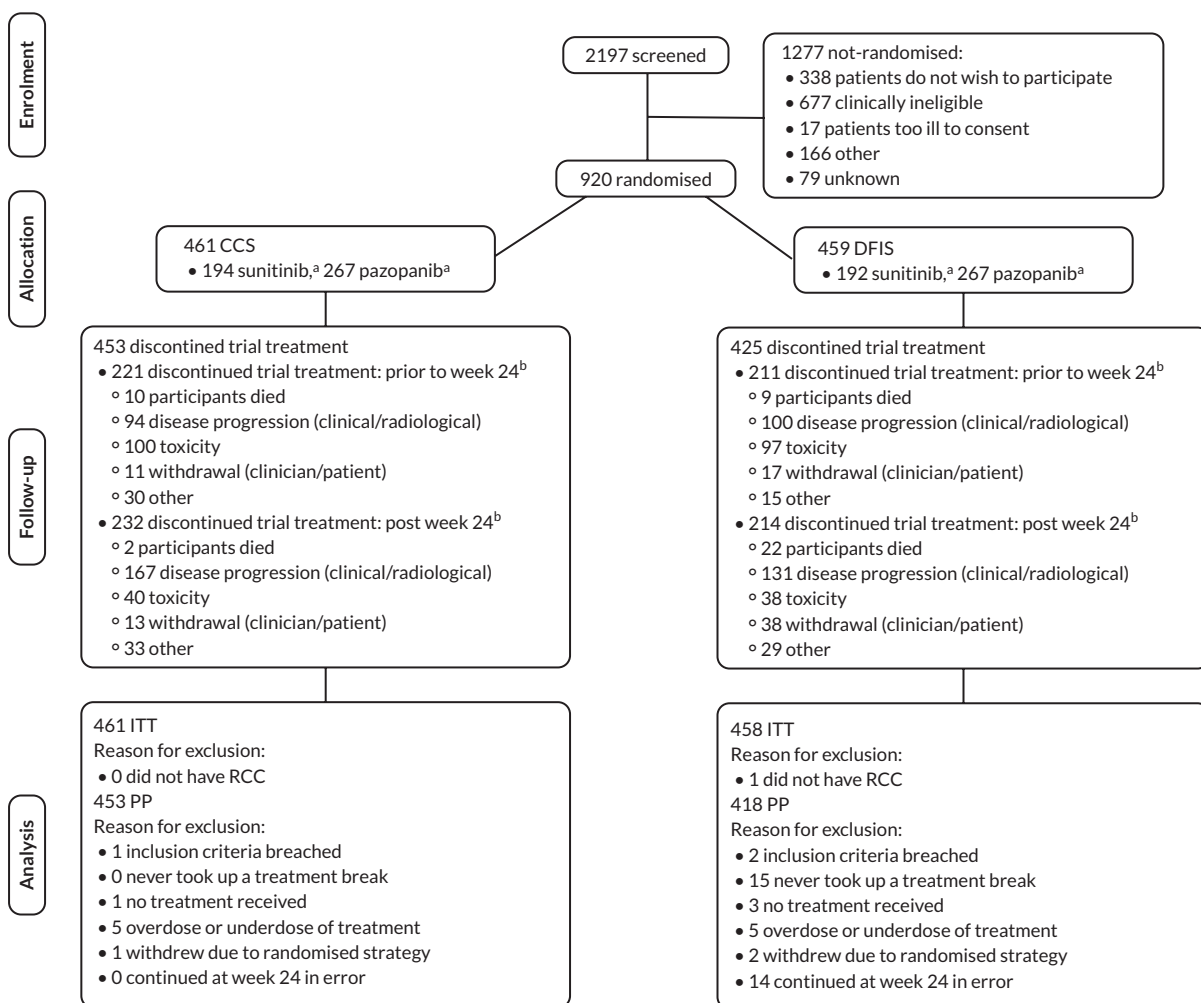 Enrolment
2197 screened
1277 not-randomised:
• 338 patients do not wish to participate
• 677 clinically ineligible
• 17 patients too ill to consent
• 166 other
• 79 unknown
920 randomised
Allocation
461 CCS
• 194 sunitinib,ᵃ 267 pazopanibᵃ
459 DFIS
• 192 sunitinib,ᵃ 267 pazopanibᵃ
Follow-up
453 discontined trial treatment
• 221 discontinued trial treatment: prior to week 24ᵇ
° 10 participants died
° 94 disease progression (clinical/radiological)
° 100 toxicity
° 11 withdrawal (clinician/patient)
° 30 other
• 232 discontinued trial treatment: post week 24ᵇ
° 2 participants died
° 167 disease progression (clinical/radiological)
° 40 toxicity
° 13 withdrawal (clinician/patient)
° 33 other
425 discontined trial treatment
• 211 discontinued trial treatment: prior to week 24ᵇ
° 9 participants died
° 100 disease progression (clinical/radiological)
° 97 toxicity
° 17 withdrawal (clinician/patient)
° 15 other
• 214 discontinued trial treatment: post week 24ᵇ
° 22 participants died
° 131 disease progression (clinical/radiological)
° 38 toxicity
° 38 withdrawal (clinician/patient)
° 29 other
Analysis
461 ITT
Reason for exclusion:
• 0 did not have RCC
453 PP
Reason for exclusion:
• 1 inclusion criteria breached
• 0 never took up a treatment break
• 1 no treatment received
• 5 overdose or underdose of treatment
• 1 withdrew due to randomised strategy
• 0 continued at week 24 in error
458 ITT
Reason for exclusion:
• 1 did not have RCC
418 PP
Reason for exclusion:
• 2 inclusion criteria breached
• 15 never took up a treatment break
• 3 no treatment received
• 5 overdose or underdose of treatment
• 2 withdrew due to randomised strategy
• 14 continued at week 24 in error